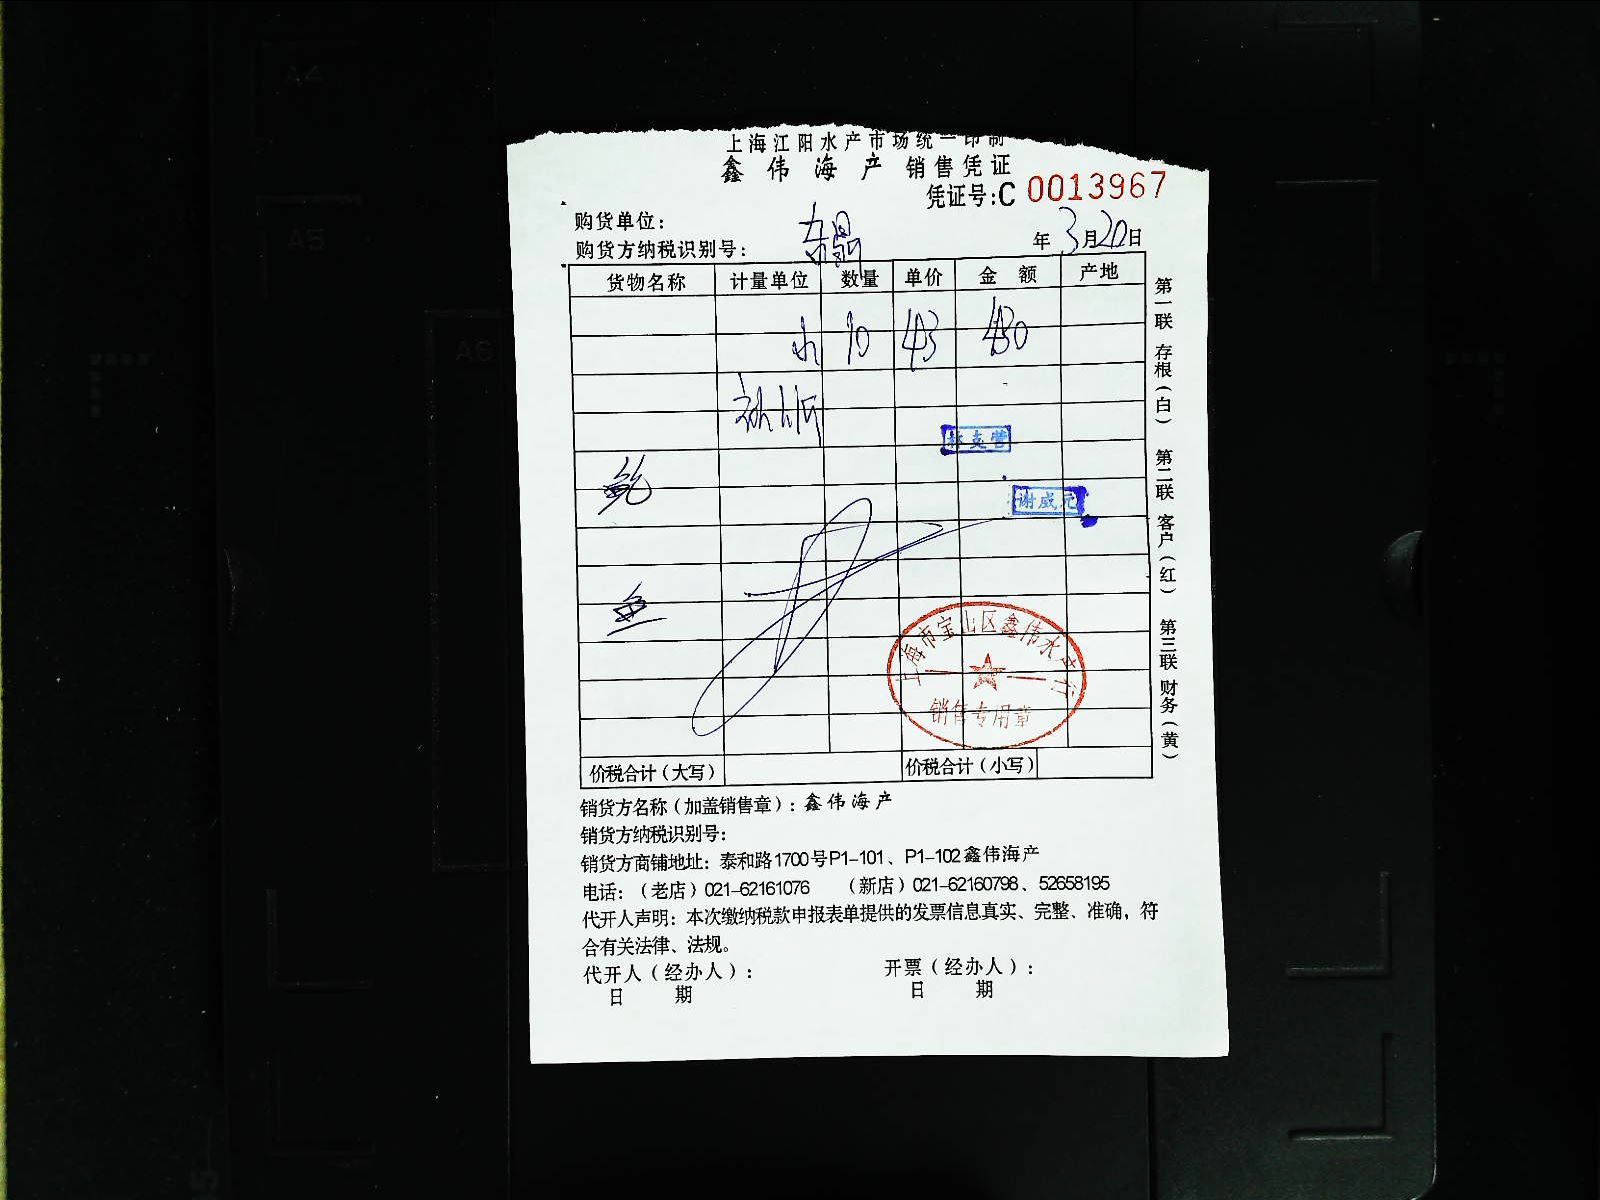 上海江阳水产市场统一印制
鑫伟海产 销售凭证
凭证号:C 0013967
购货单位:
购货方纳税识别号:
年 3月20日
货物名称 计量单位 数量 单价 金额 产地
10 43 430
鲍
鱼
林支营
谢成元
上海市宝山区鑫伟水产行
销售专用章
价税合计（大写） 价税合计（小写）
第一联 存根（白） 第二联 客户（红） 第三联 财务（黄）
销货方名称（加盖销售章）: 鑫伟海产
销货方纳税识别号:
销货方商铺地址: 泰和路1700号P1-101、P1-102鑫伟海产
电话:（老店）021-62161076 （新店）021-62160798、52658195
代开人声明: 本次缴纳税款申报表单提供的发票信息真实、完整、准确，符
合有关法律、法规。
代开人（经办人）: 开票（经办人）:
日 期 日 期
A4
A5
A6